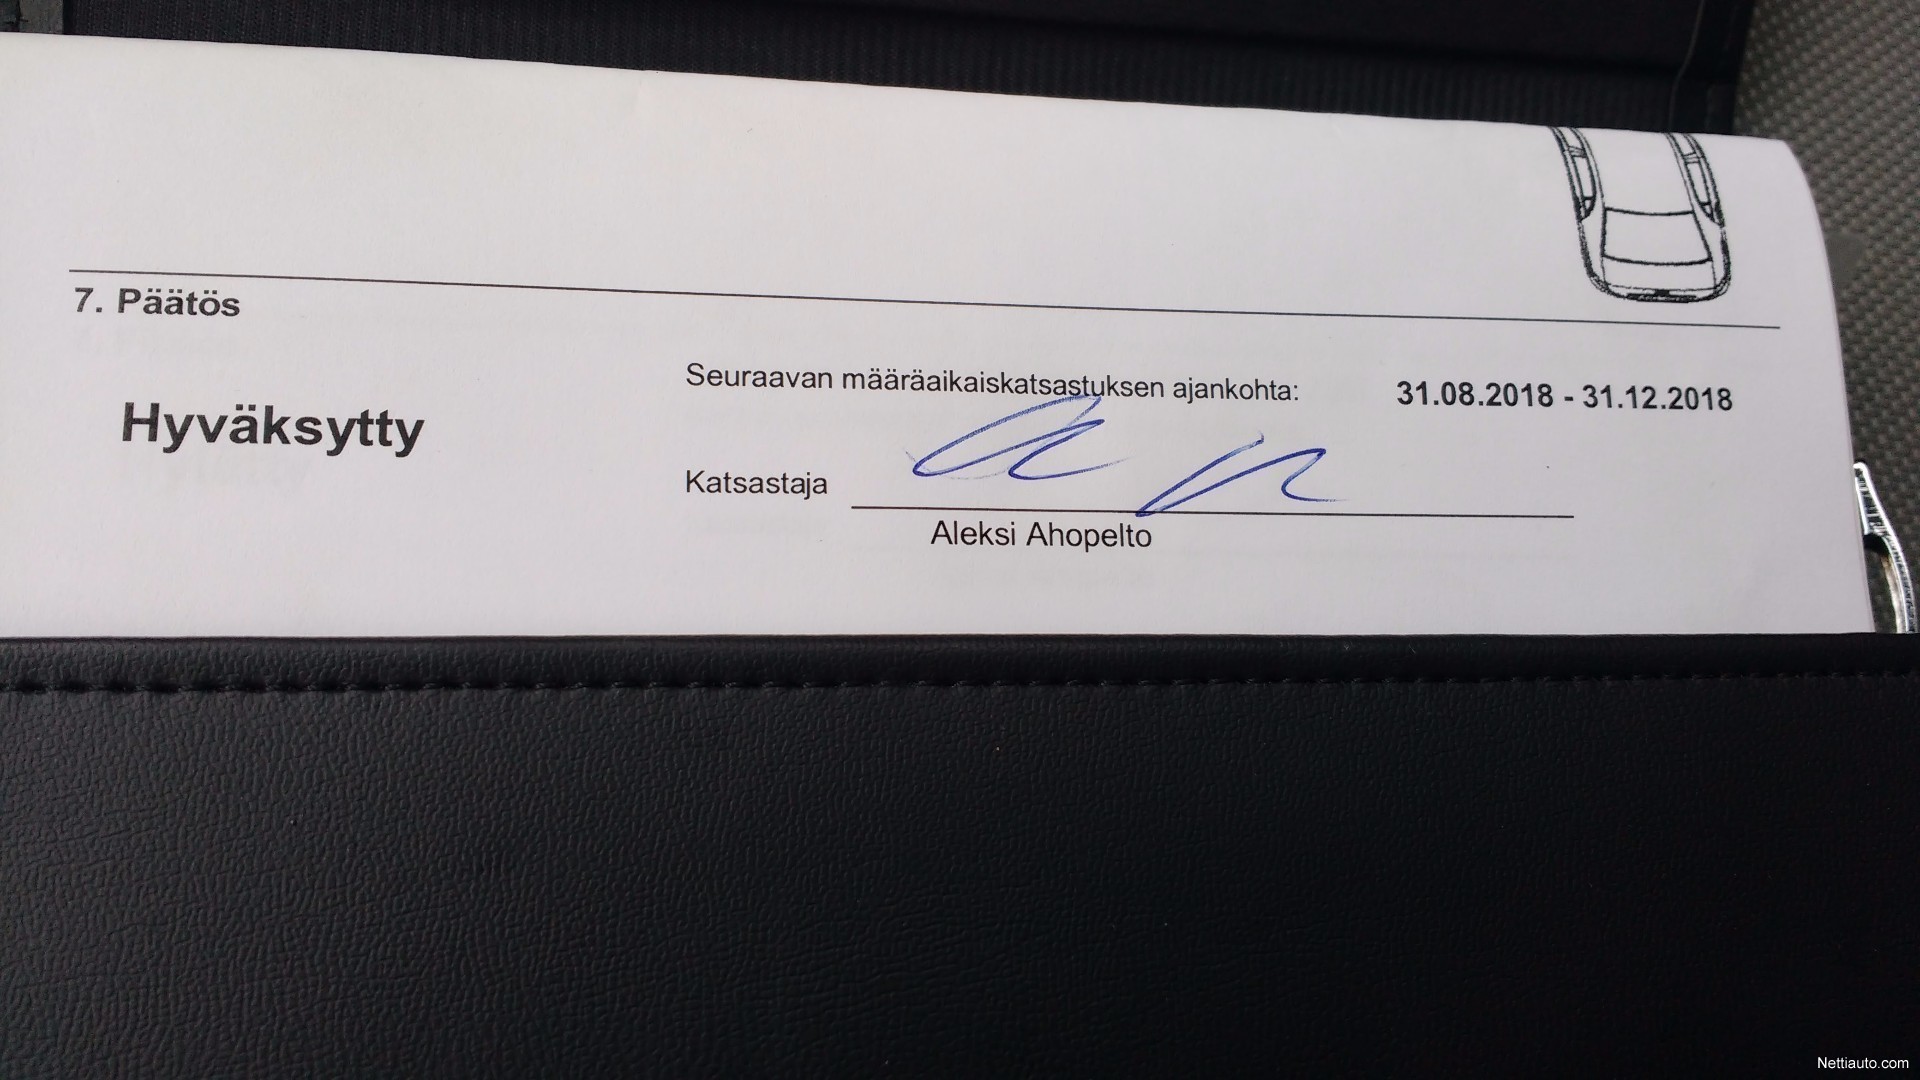 7. Päätös
Seuraavan määräaikaiskatsastuksen ajankohta: 31.08.2018 - 31.12.2018
Hyväksytty
Katsastaja
Aleksi Ahopelto
Nettiauto.com